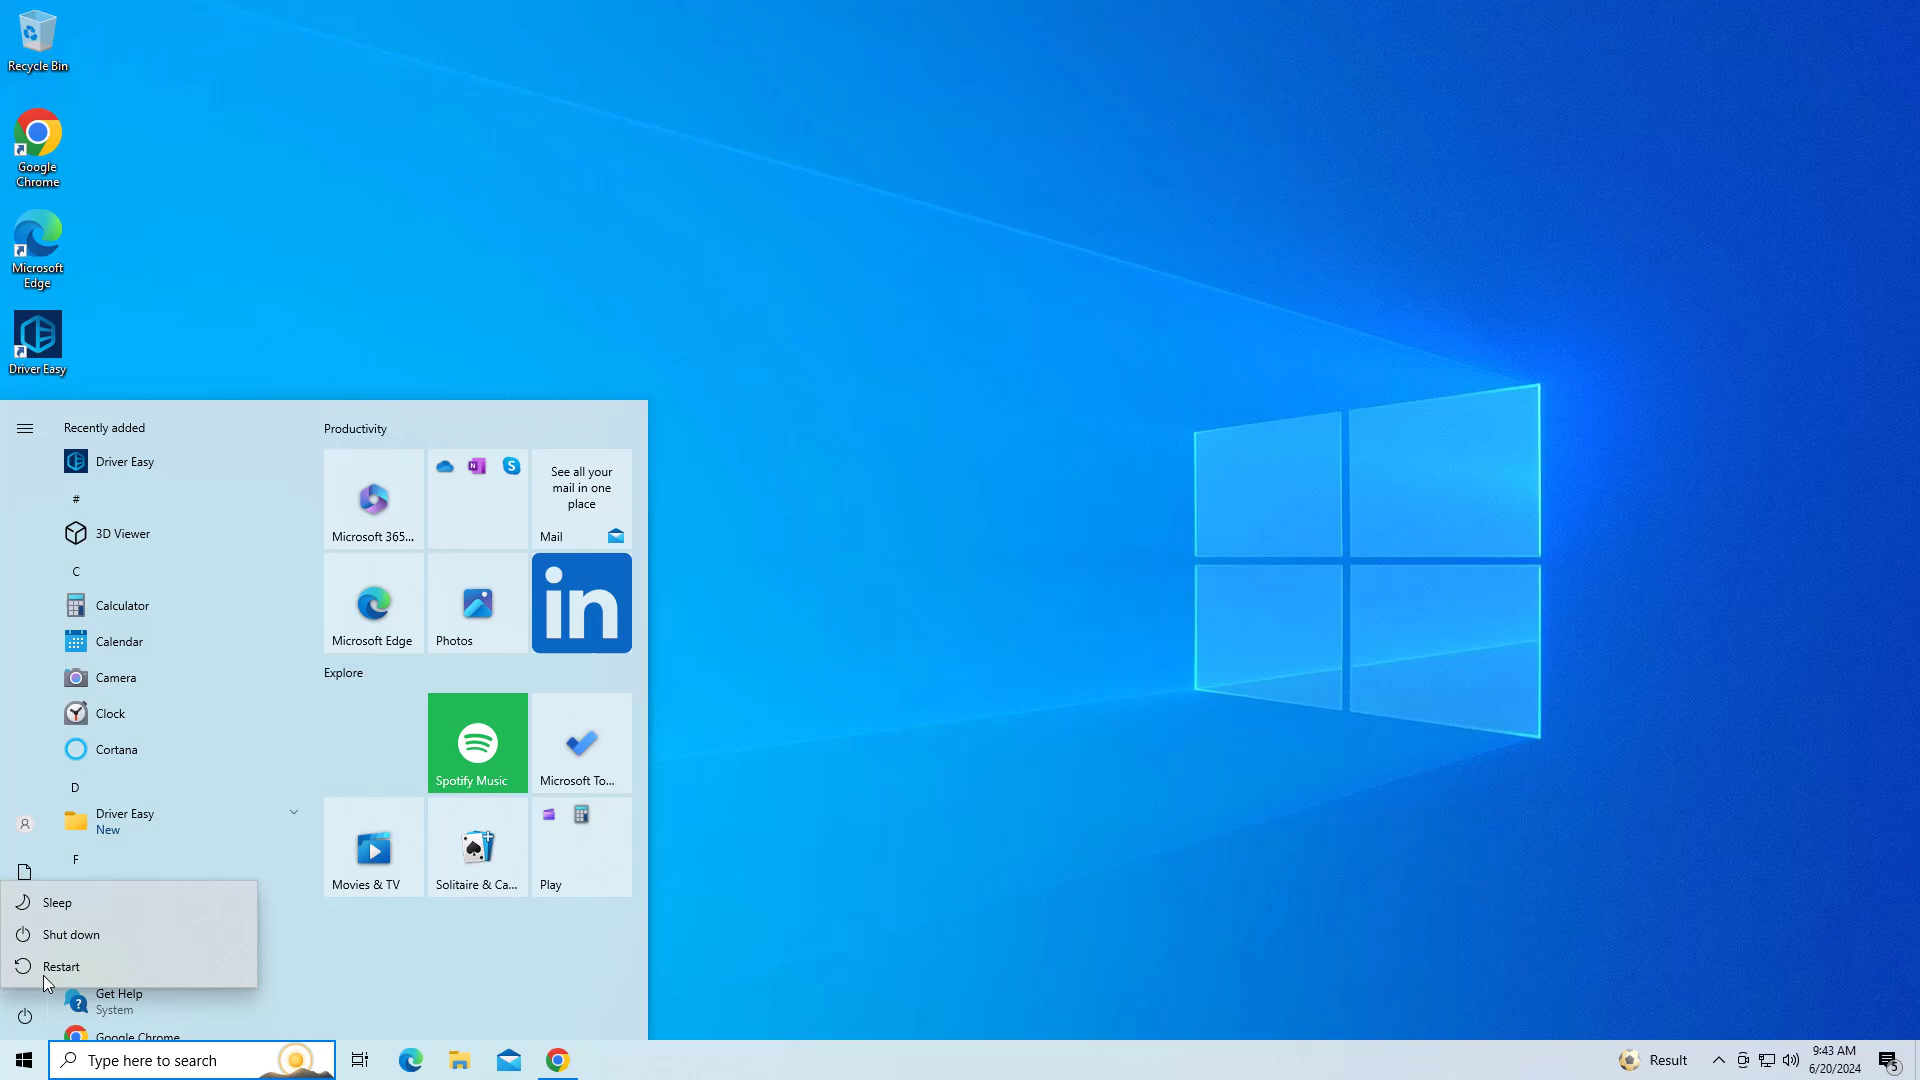 Recycle Bin
Google
Chrome
Microsoft
Edge
Driver Easy
Recently added
Driver Easy
#
3D Viewer
C
Calculator
Calendar
Camera
Clock
Cortana
D
Driver Easy
New
F
Sleep
Shut down
Restart
Get Help
System
Google Chrome
Productivity
Microsoft 365...
See all your
mail in one
place
Mail
Microsoft Edge
Photos
in
Explore
Spotify Music
Microsoft To...
Movies & TV
Solitaire & Ca...
Play
Type here to search
Result
9:43 AM
6/20/2024
5